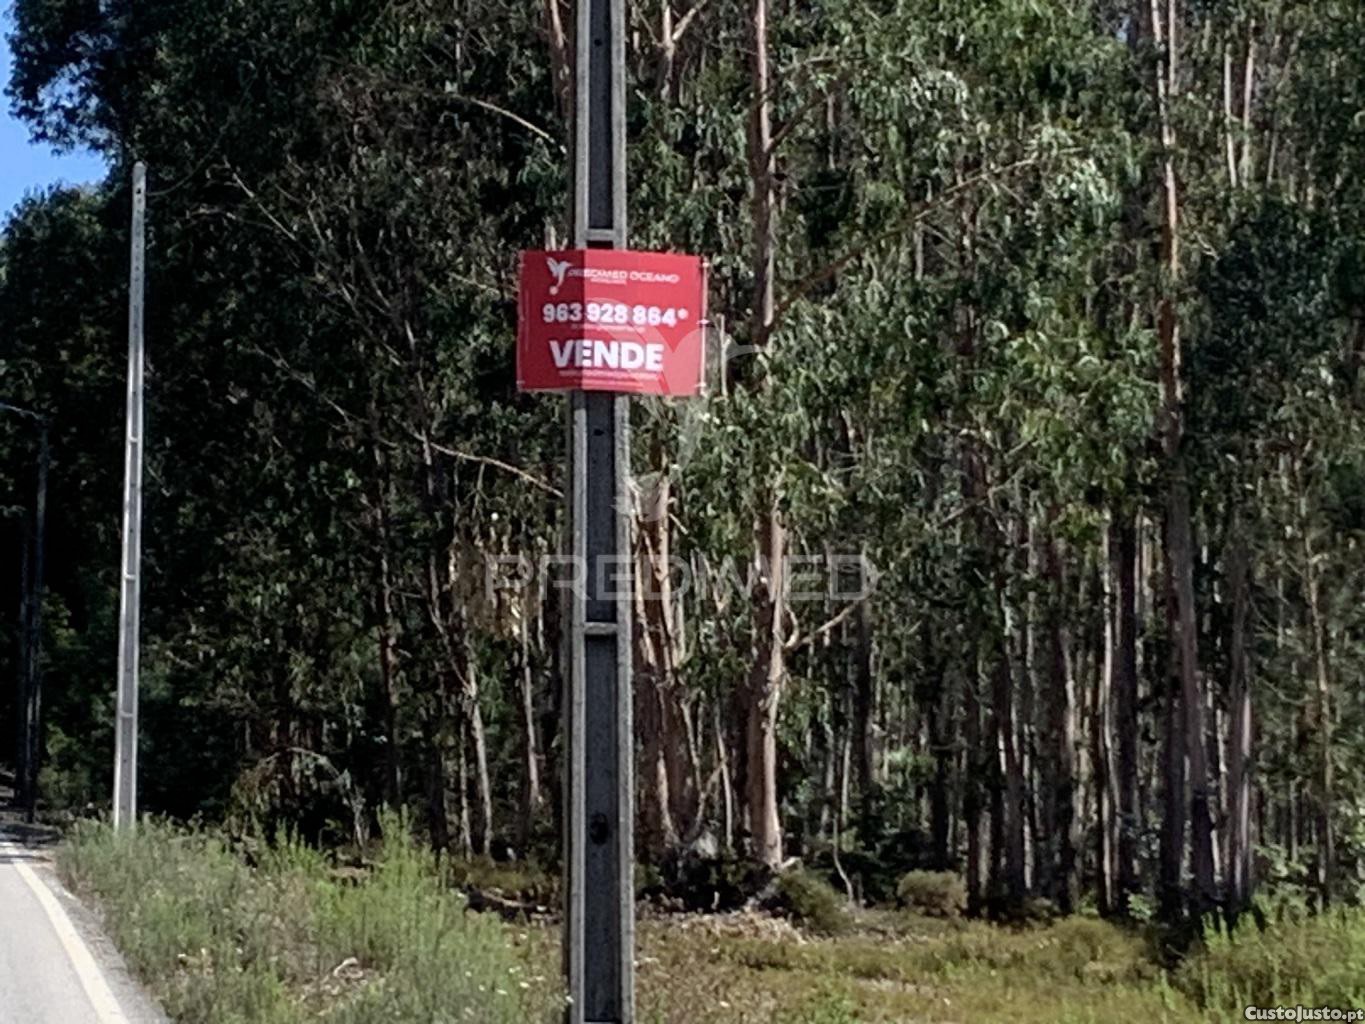 PREDIMED OCEANO
963 928 864*
VENDE
PREDIMED
CustoJusto.pt